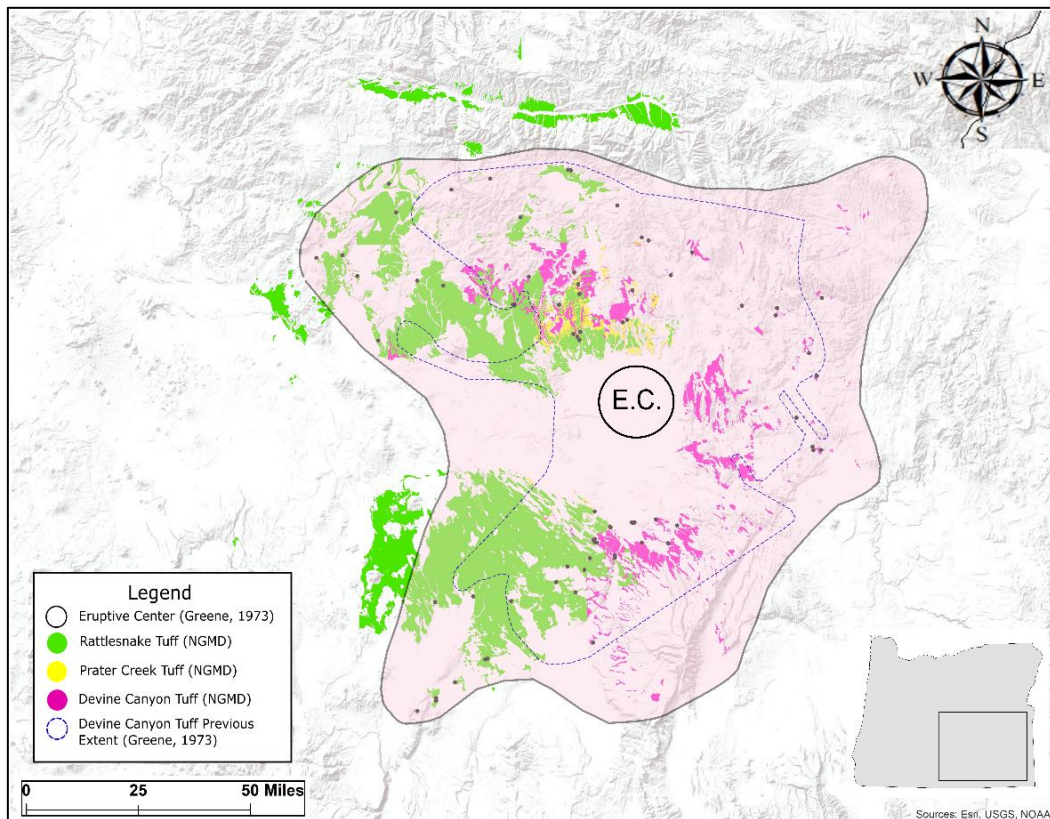 N
W
E
S
E.C.
Legend
Eruptive Center (Greene, 1973)
Rattlesnake Tuff (NGMD)
Prater Creek Tuff (NGMD)
Devine Canyon Tuff (NGMD)
Devine Canyon Tuff Previous
Extent (Greene, 1973)
0 25 50 Miles
Sources: Esri, USGS, NOAA